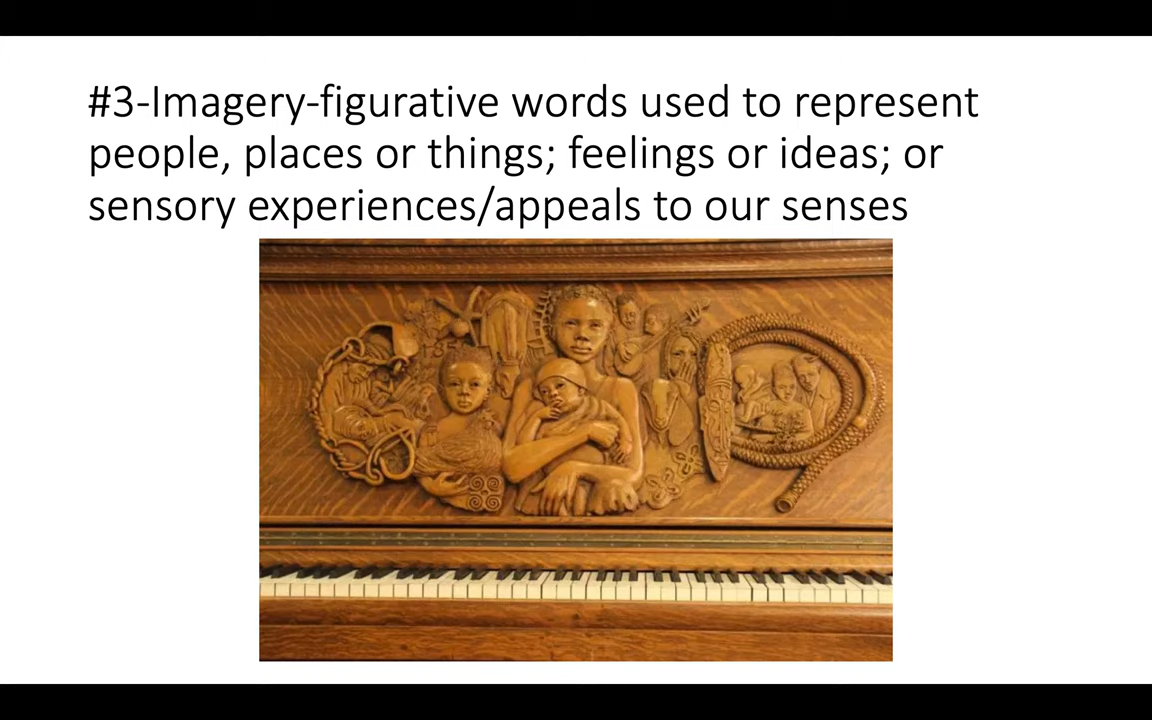 #3-Imagery-figurative words used to represent
people, places or things; feelings or ideas; or
sensory experiences/appeals to our senses